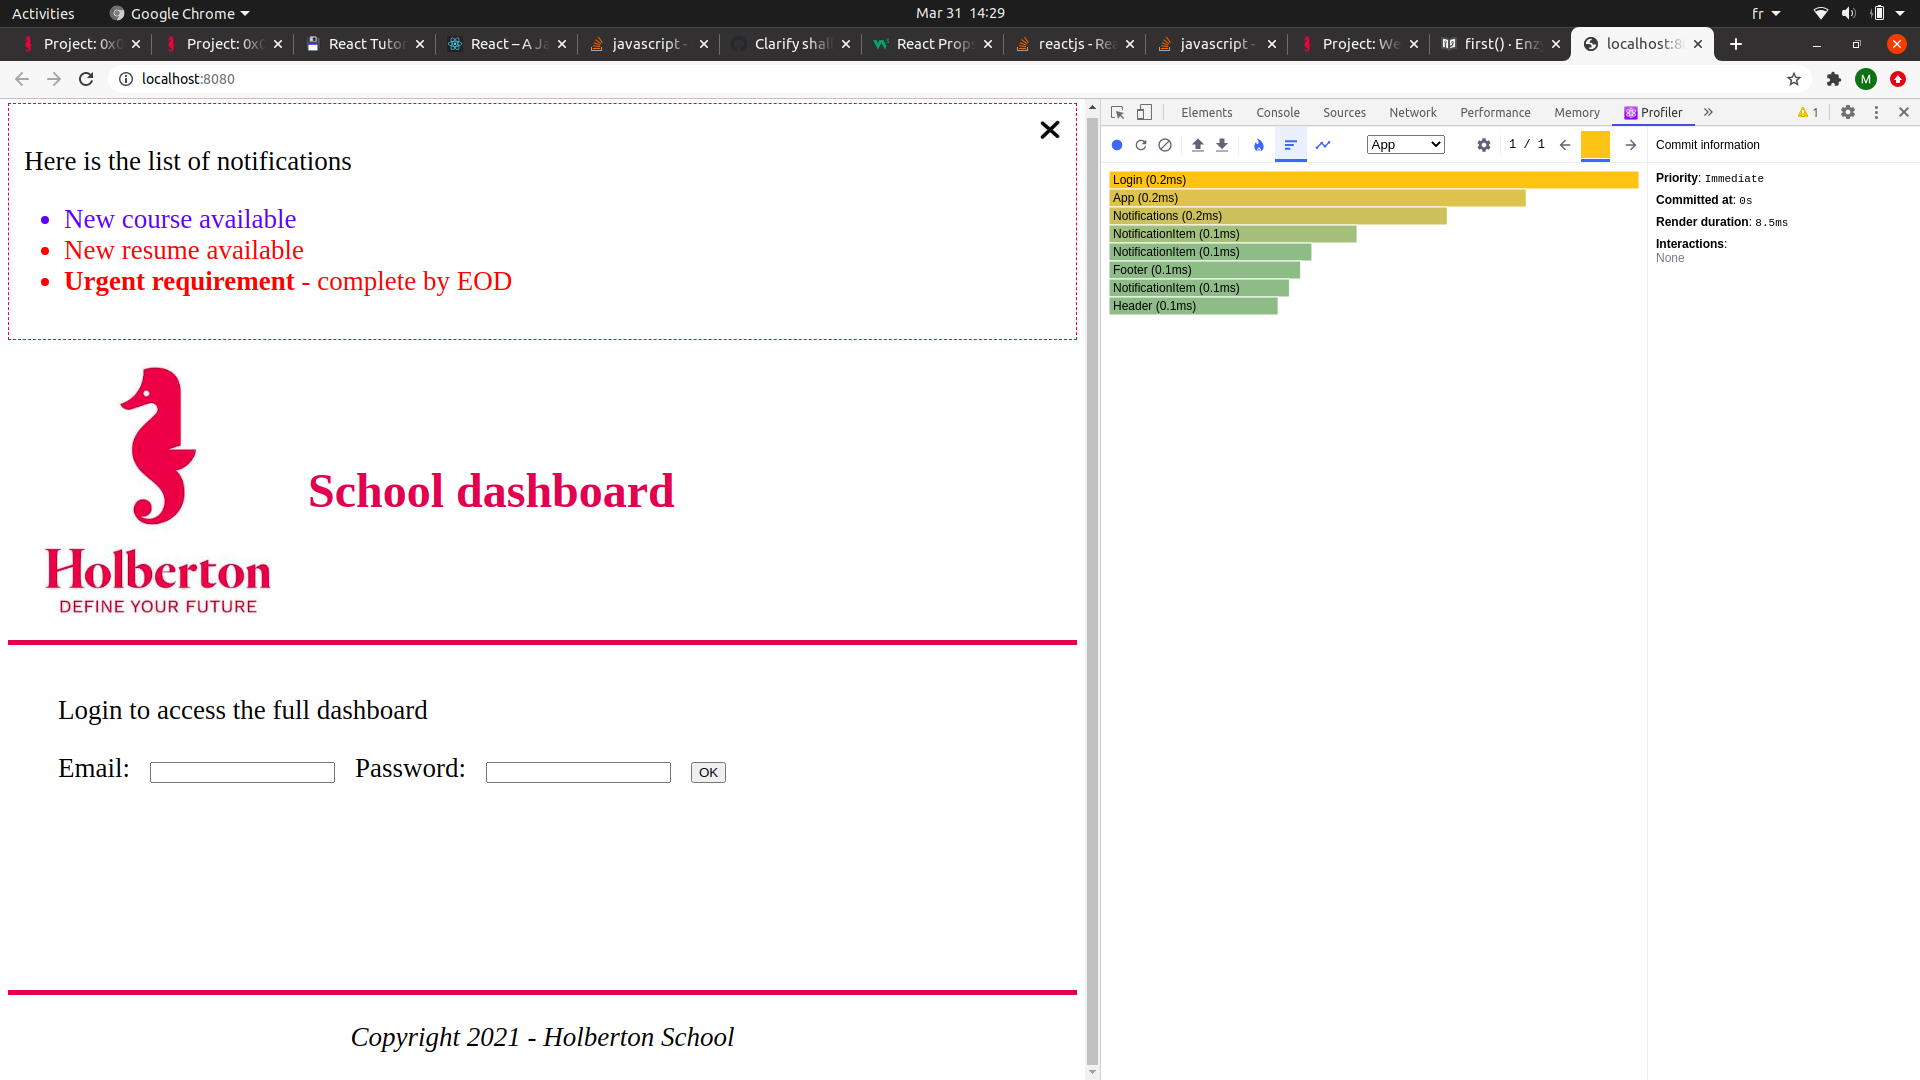 Activities
Google Chrome
Mar 31 14:29
fr
Project: 0x0
Project: 0x0
React Tutor
React – A Ja
javascript -
Clarify shal
React Props
reactjs - Rea
javascript -
Project: We
first() · Enzy
localhost:80
localhost:8080
M
Elements
Console
Sources
Network
Performance
Memory
Profiler
1
App
1 / 1
Commit information
Login (0.2ms)
App (0.2ms)
Notifications (0.2ms)
NotificationItem (0.1ms)
NotificationItem (0.1ms)
Footer (0.1ms)
NotificationItem (0.1ms)
Header (0.1ms)
Priority: Immediate
Committed at: 0s
Render duration: 8.5ms
Interactions:
None
Here is the list of notifications
New course available
New resume available
Urgent requirement - complete by EOD
School dashboard
Holberton
DEFINE YOUR FUTURE
Login to access the full dashboard
Email:
Password:
OK
Copyright 2021 - Holberton School